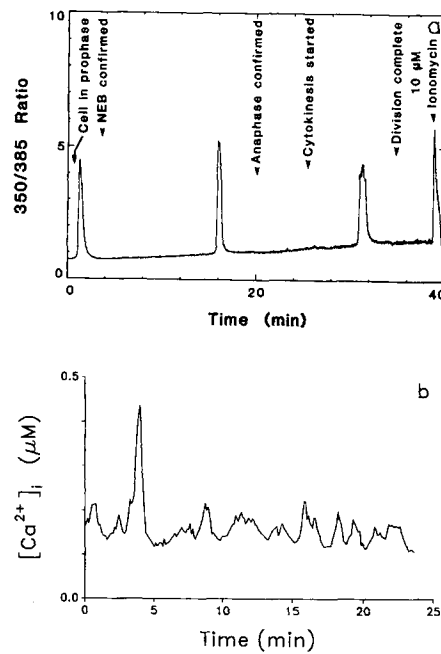 10
5
0
350/385 Ratio
Cell in prophase
NEB confirmed
Anaphase confirmed
Cytokinesis started
Division complete
10 μM
Ionomycin
a
0
20
40
Time (min)
b
0.5
0.0
[Ca²⁺]ᵢ (μM)
0
5
10
15
20
25
Time (min)